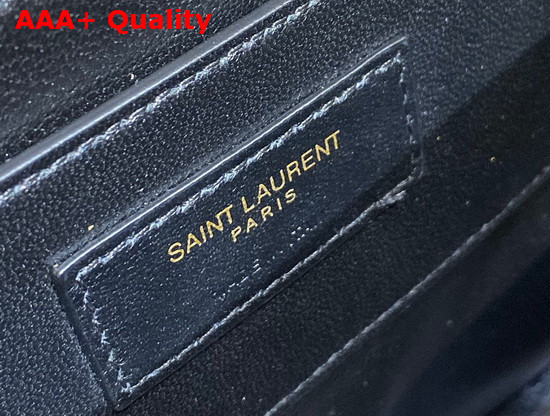 AAA+ Quality
SAINT LAURENT
PARIS